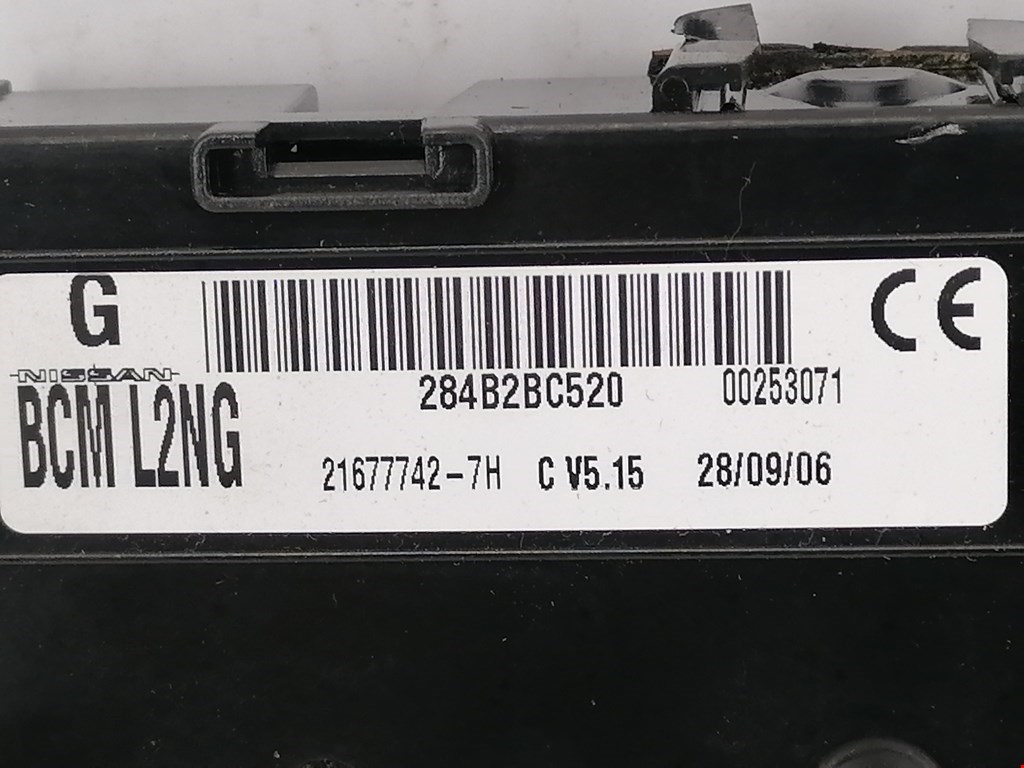 G
NISSAN
BCM L2NG
284B2BC520 00253071
21677742-7H C V5.15 28/09/06
CE